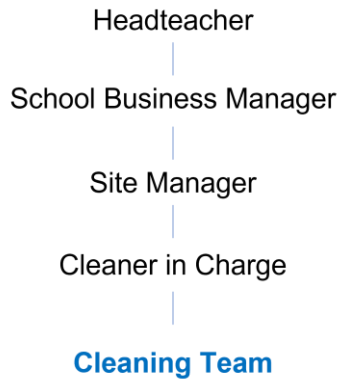 Headteacher
School Business Manager
Site Manager
Cleaner in Charge
Cleaning Team